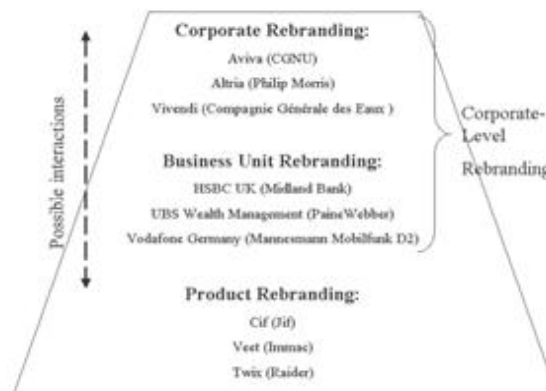 Corporate Rebranding:
Aviva (CGNU)
Altria (Philip Morris)
Vivendi (Compagnie Générale des Eaux )
Business Unit Rebranding:
HSBC UK (Midland Bank)
UBS Wealth Management (PaineWebber)
Vodafone Germany (Mannesmann Mobilfunk D2)
Product Rebranding:
Cif (Jif)
Veet (Immac)
Twix (Raider)
Possible interactions
Corporate-
Level
Rebranding